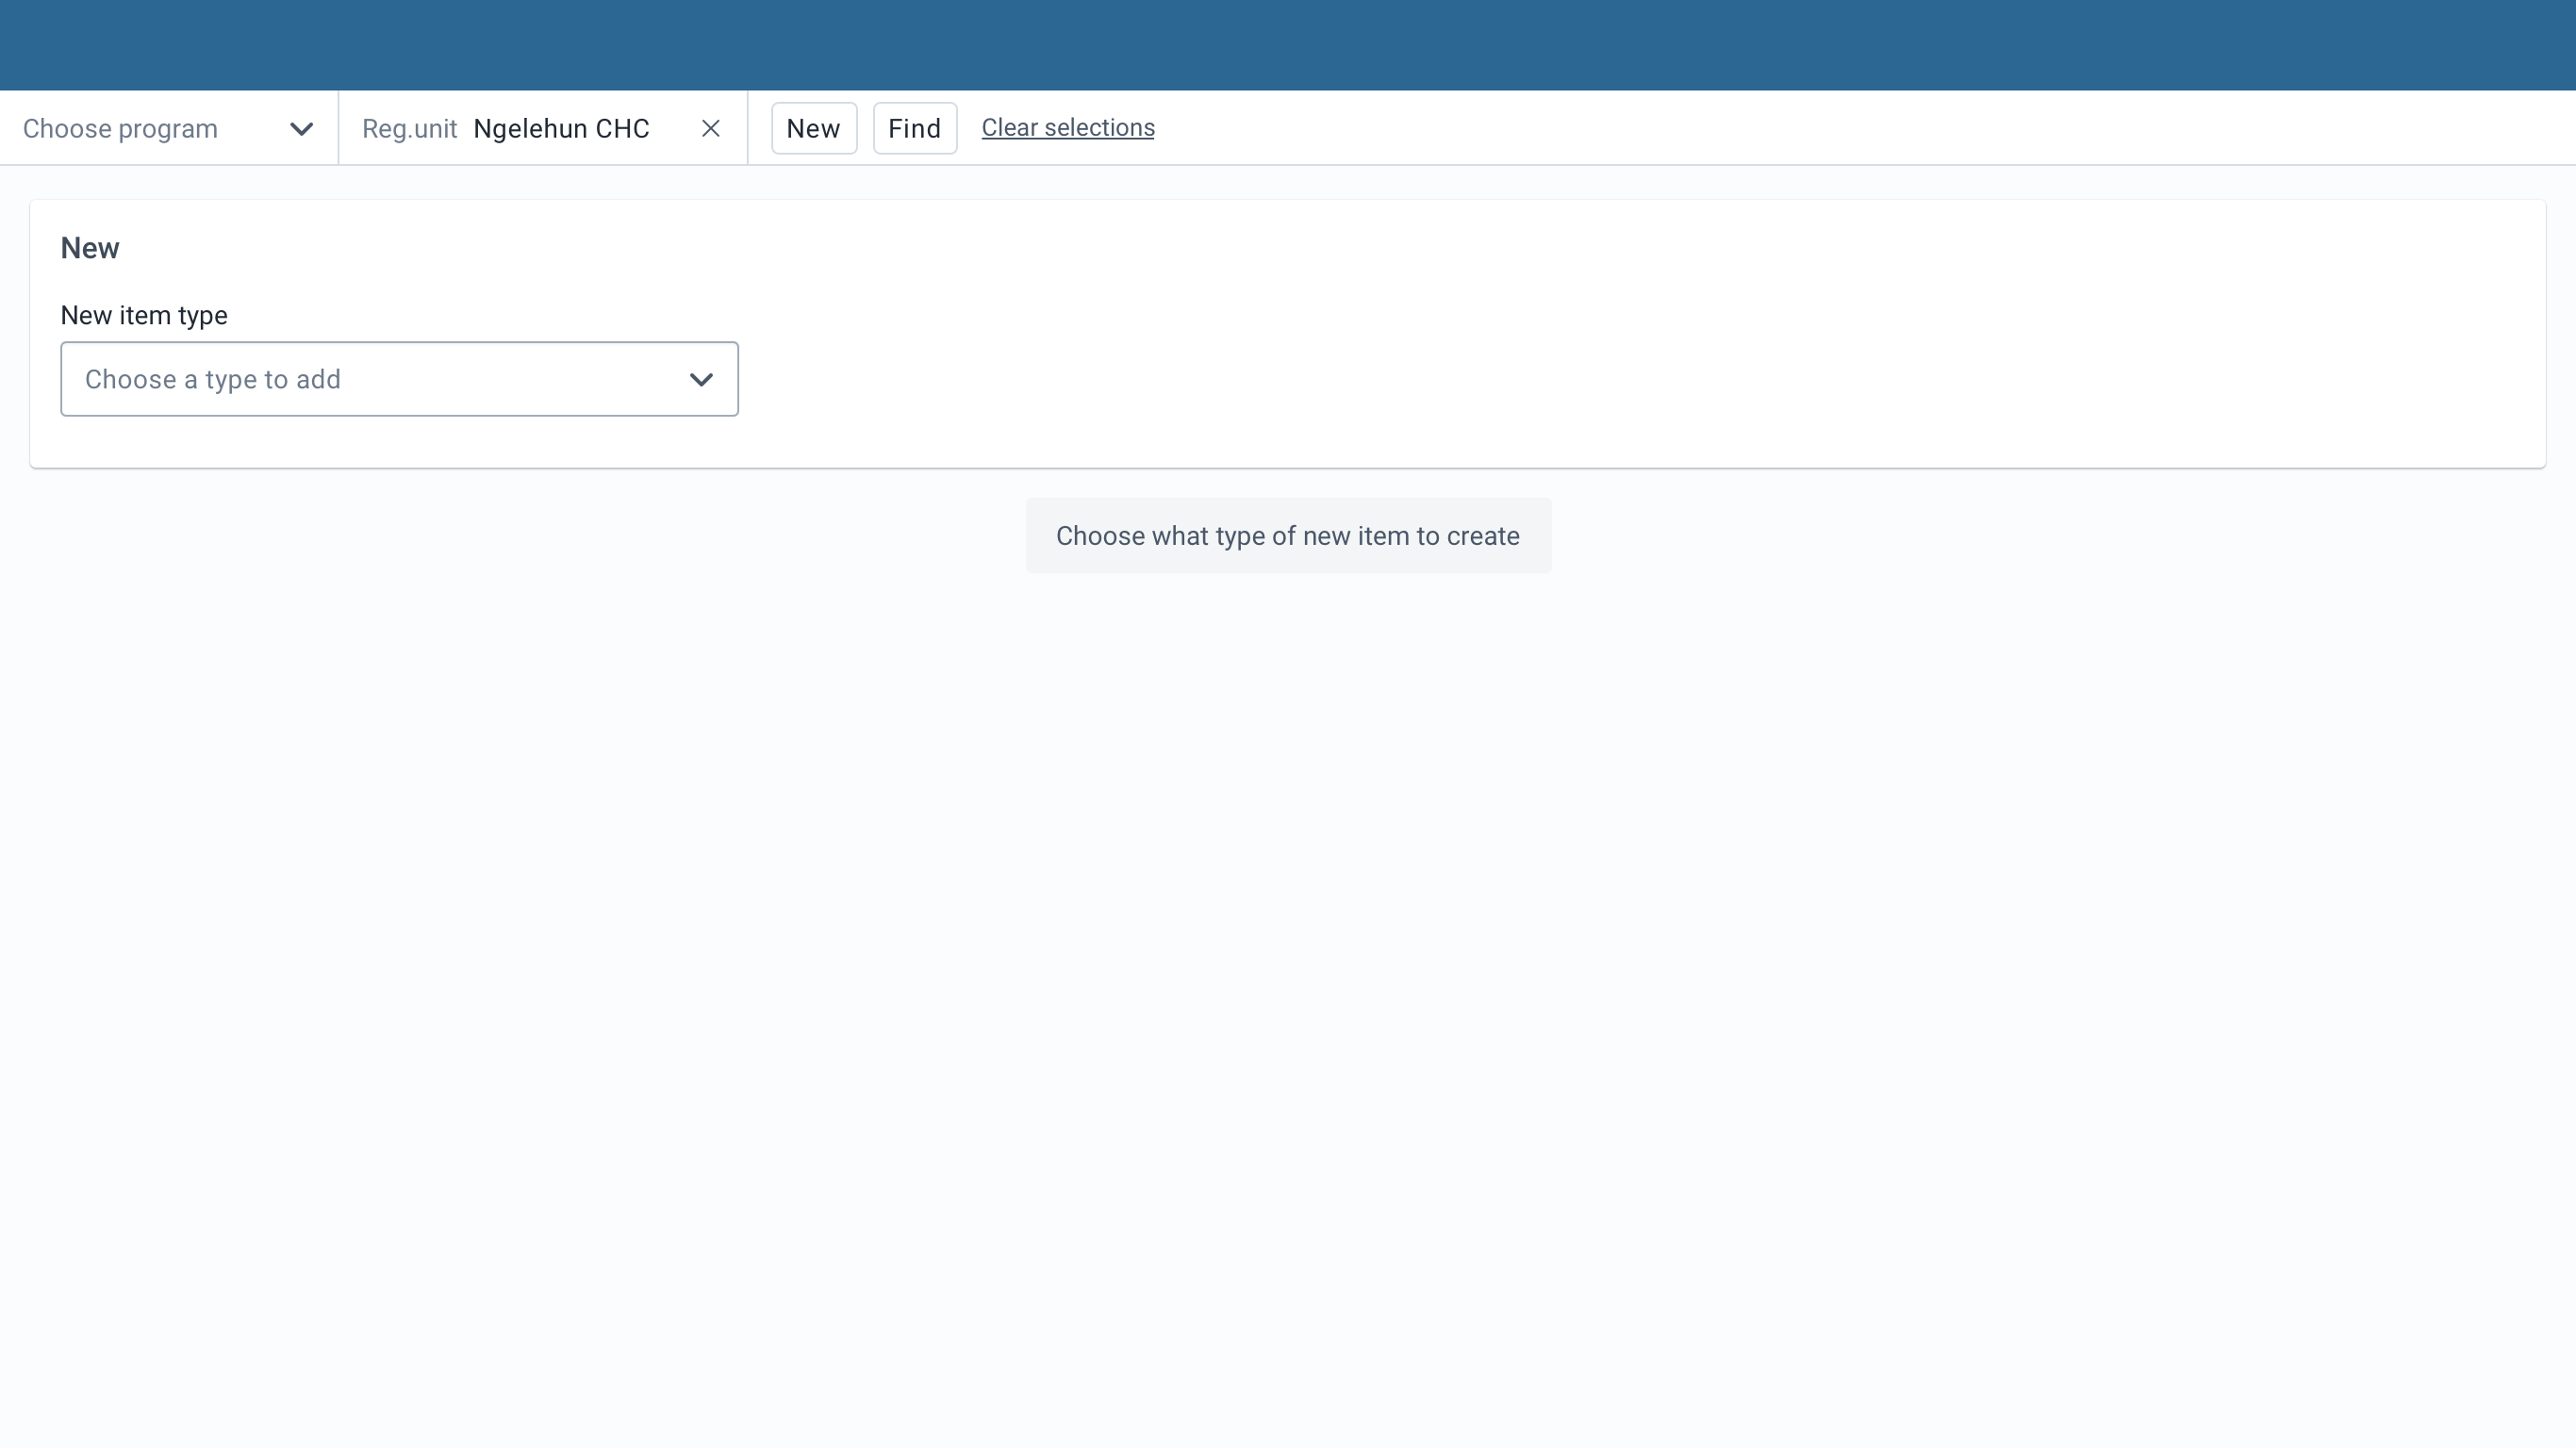 Choose program Reg.unit Ngelehun CHC New Find Clear selections
New
New item type
Choose a type to add
Choose what type of new item to create